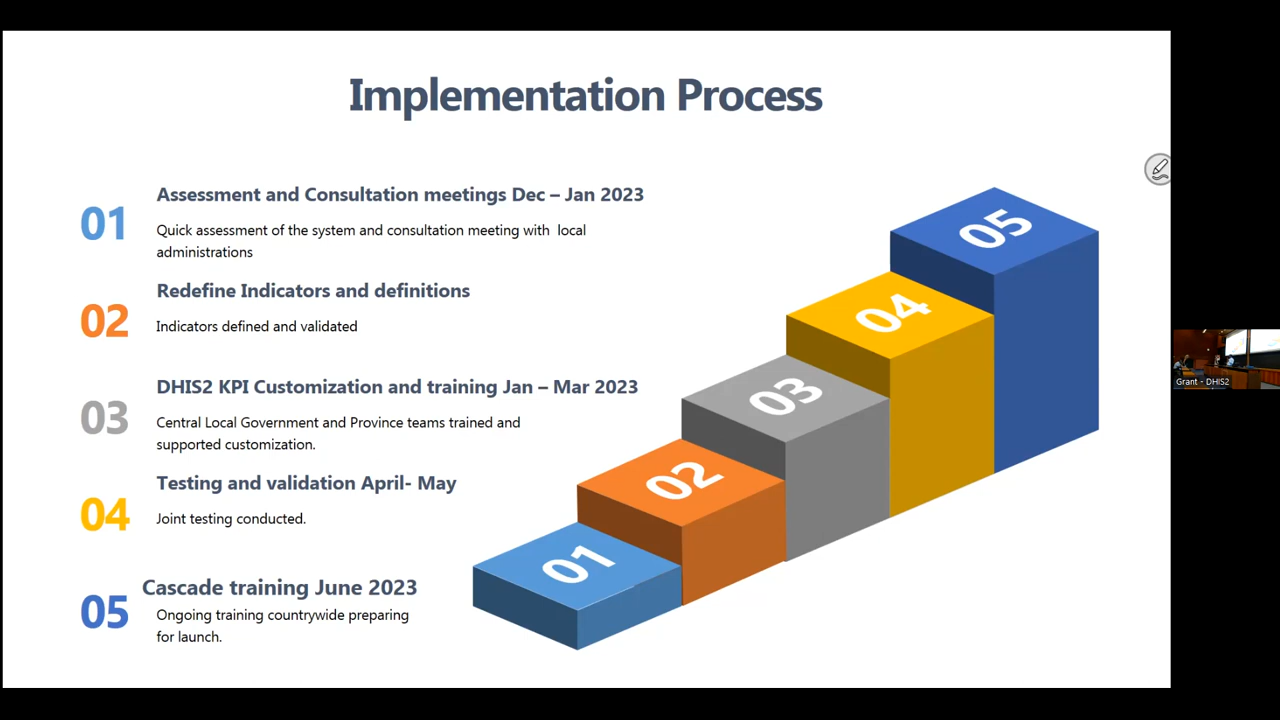 Implementation Process
01
Assessment and Consultation meetings Dec – Jan 2023
Quick assessment of the system and consultation meeting with  local
administrations
02
Redefine Indicators and definitions
Indicators defined and validated
03
DHIS2 KPI Customization and training Jan – Mar 2023
Central Local Government and Province teams trained and
supported customization.
04
Testing and validation April- May
Joint testing conducted.
05
Cascade training June 2023
Ongoing training countrywide preparing
for launch.
05
04
03
02
01
Grant - DHIS2